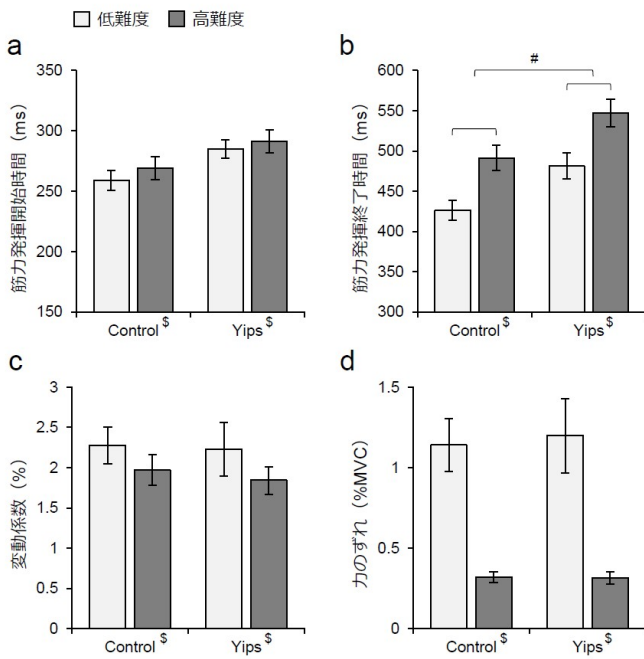 低難度 高難度
a
筋力発揮開始時間（ms）
350
300
250
200
150
Control $ Yips $
b
筋力発揮終了時間（ms）
600
550
500
450
400
350
300
#
Control $ Yips $
c
変動係数（%）
3
2.5
2
1.5
1
0.5
0
Control $ Yips $
d
力のずれ（%MVC）
1.5
1
0.5
0
Control $ Yips $